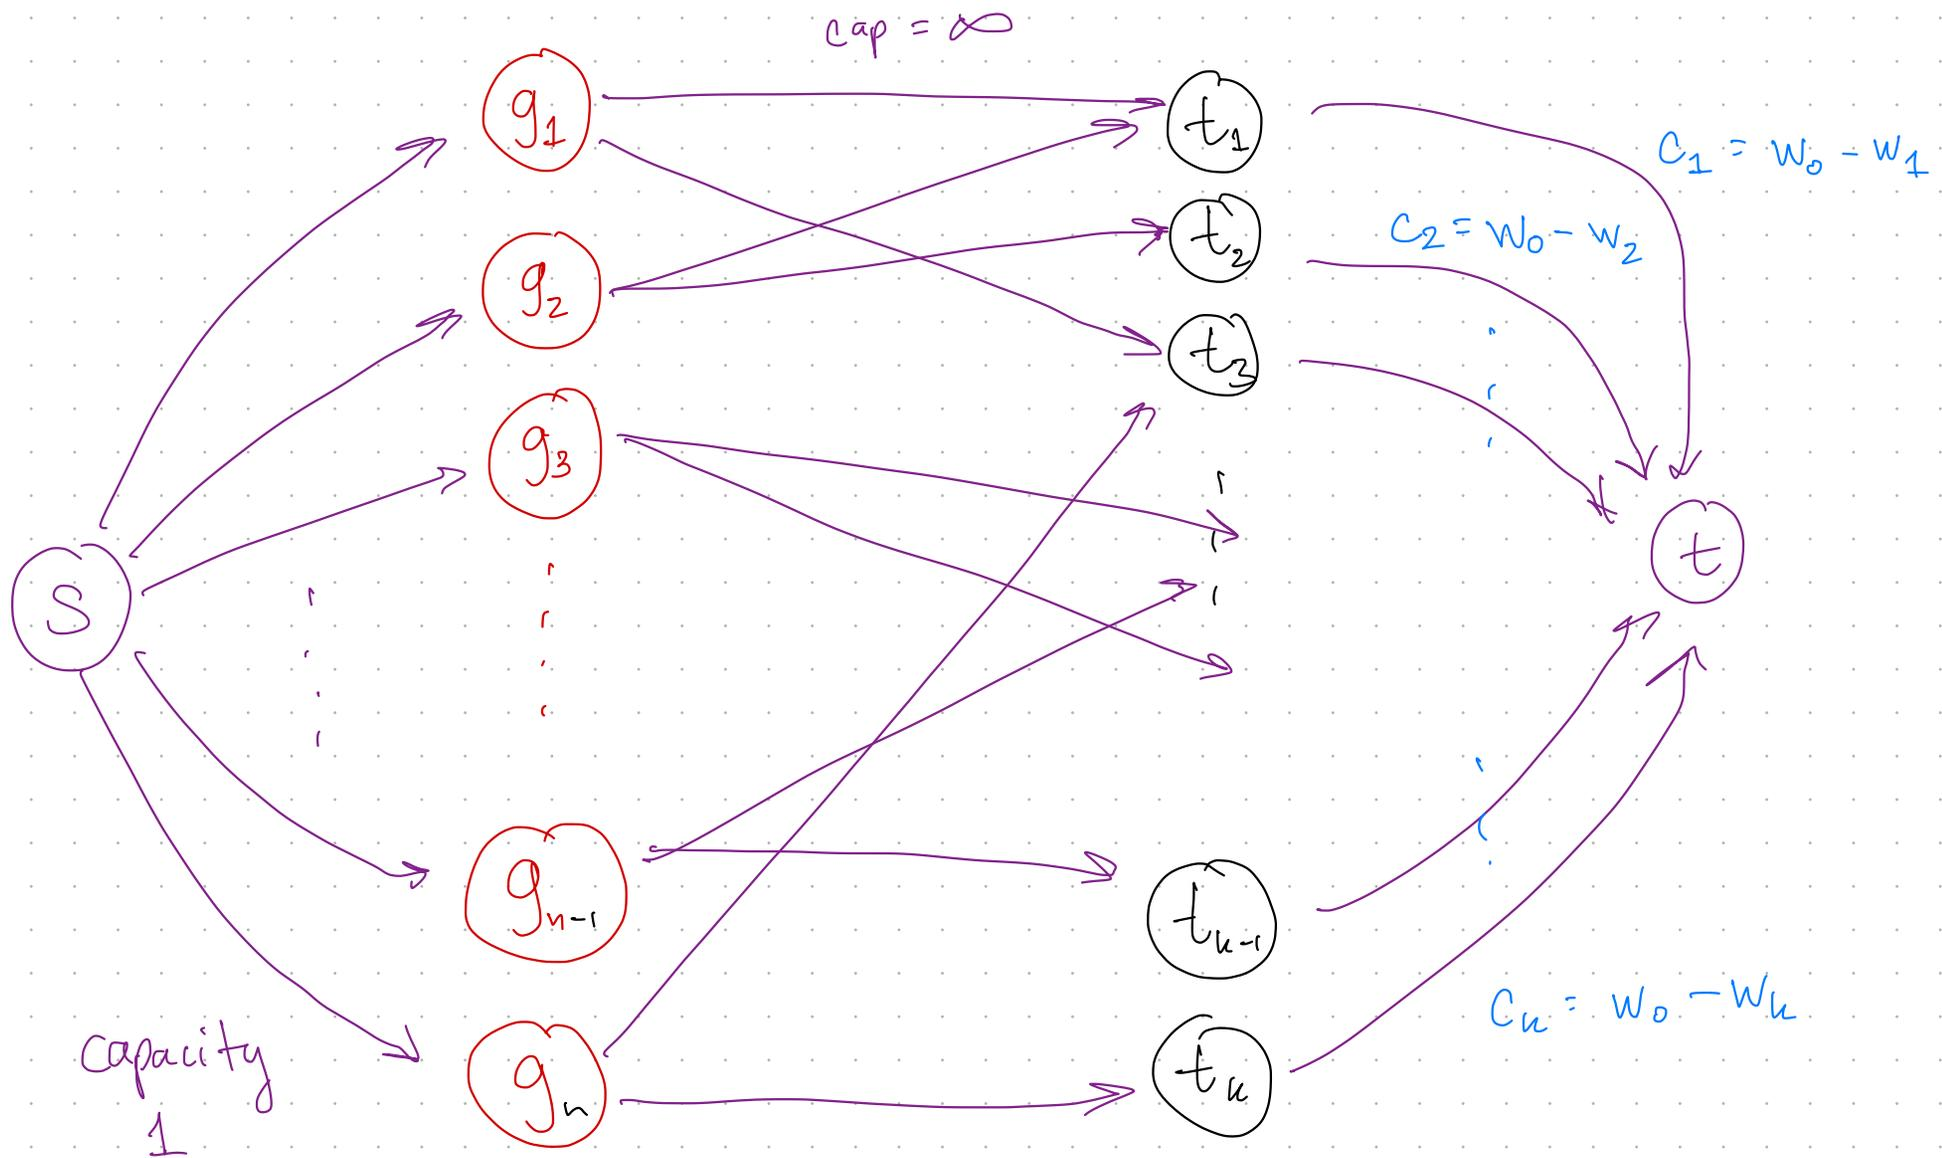 cap = ∞
g₁
t₁
C₁ = W₀ - W₁
t₂
C₂ = W₀ - W₂
g₂
t₃
g₃
S
t
gₙ₋₁
tₖ₋₁
Cₖ = W₀ - Wₖ
capacity
1
gₙ
tₖ